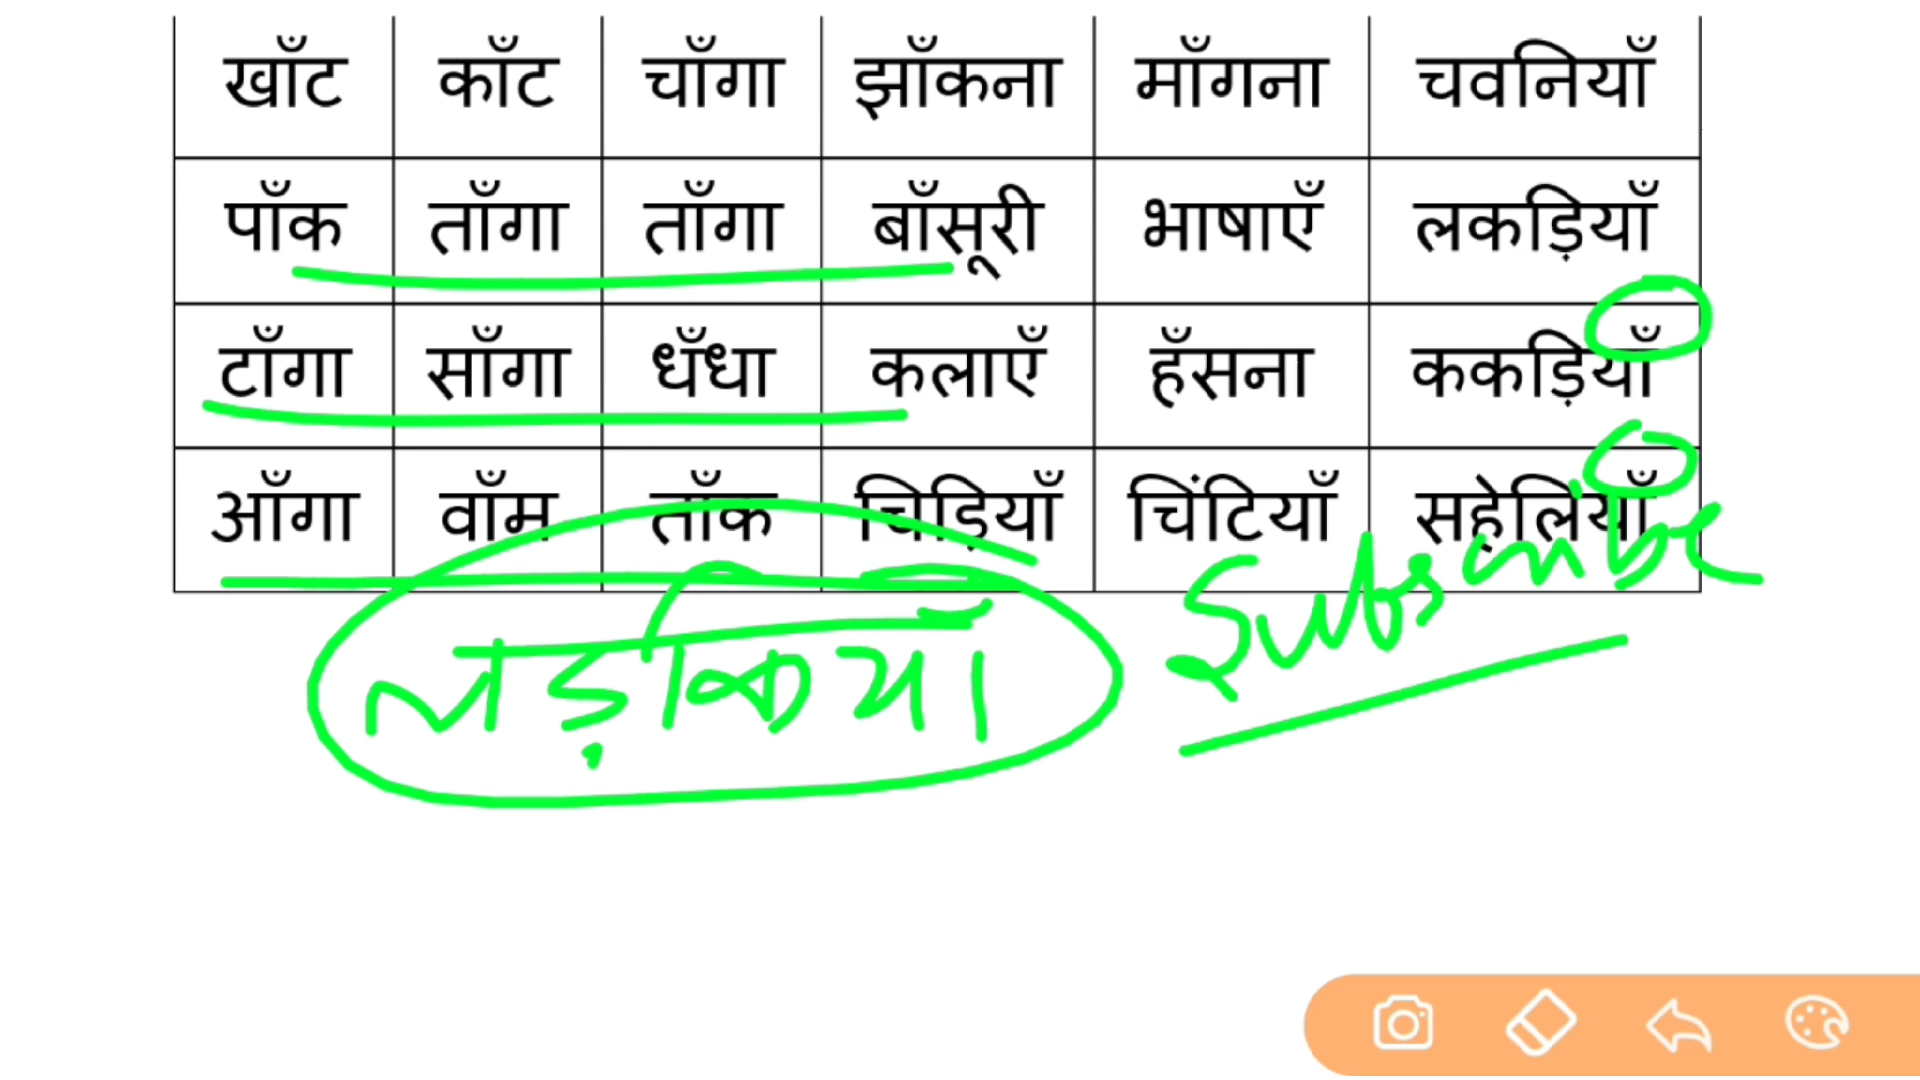 खाँट काँट चाँगा झाँकना माँगना चवनियाँ
पाँक ताँगा ताँगा बाँसूरी भाषाएँ लकड़ियाँ
टाँगा साँगा धँधा कलाएँ हँसना ककड़ियाँ
आँगा वाँम ताँक चिड़ियाँ चिंटियाँ सहेलियाँ
लड़कियाँ Subscribe